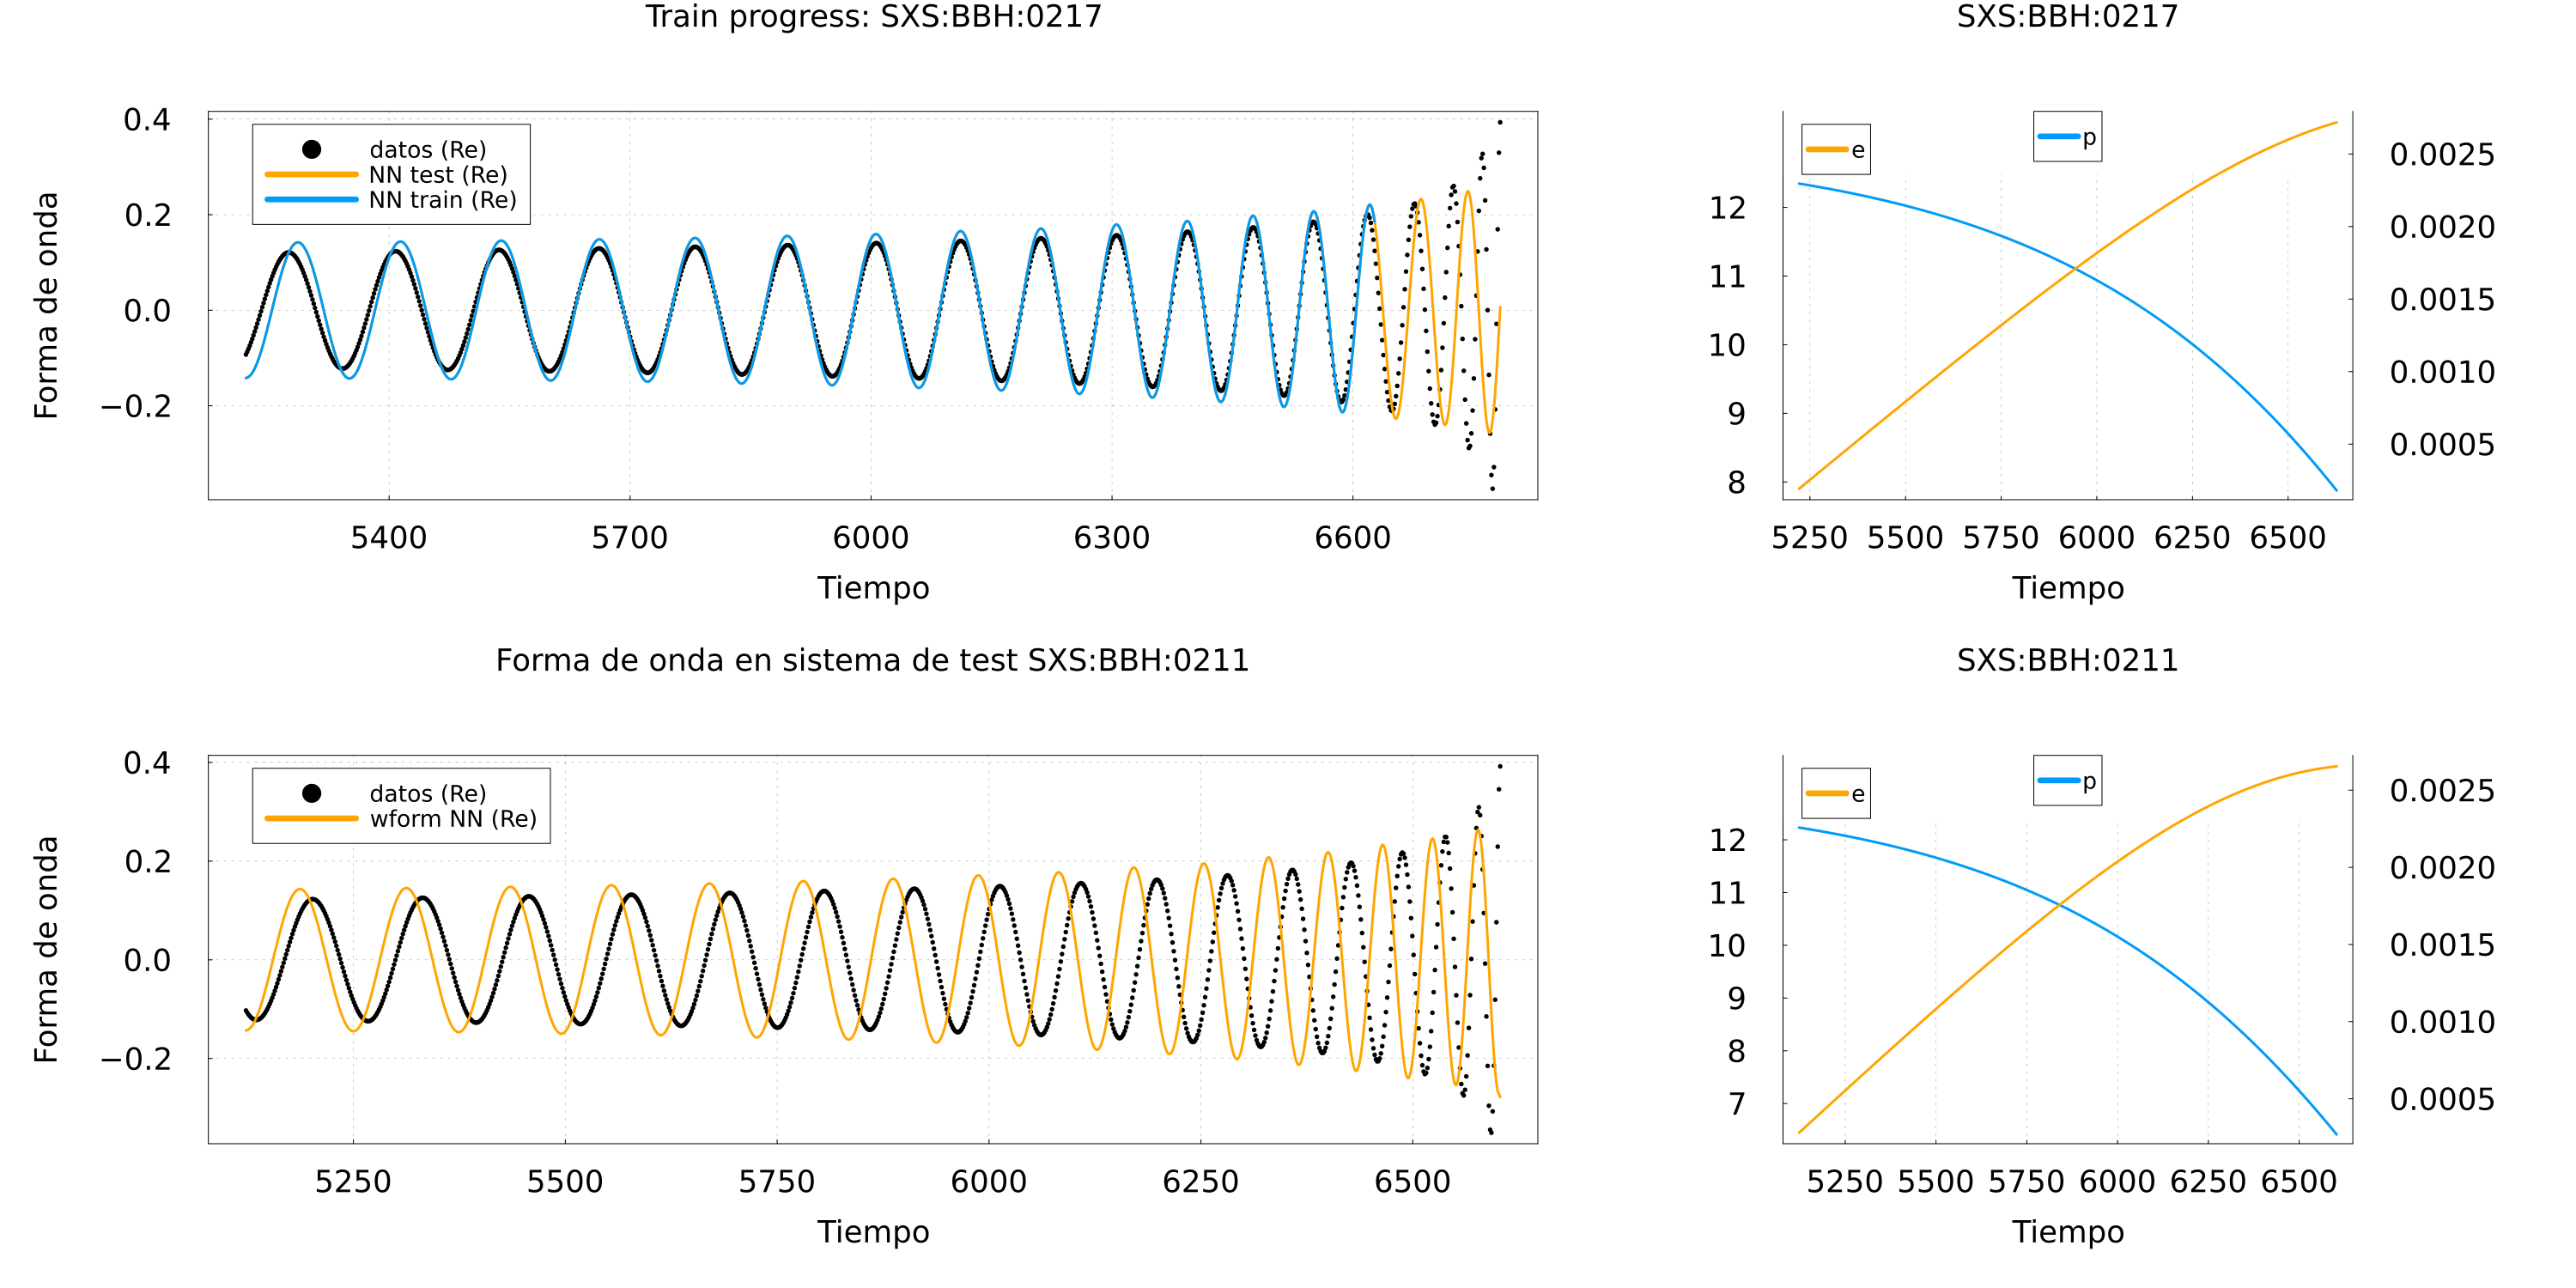 Train progress: SXS:BBH:0217
Forma de onda
0.4
0.2
0.0
−0.2
datos (Re)
NN test (Re)
NN train (Re)
5400 5700 6000 6300 6600
Tiempo
SXS:BBH:0217
e
p
12
11
10
9
8
0.0025
0.0020
0.0015
0.0010
0.0005
5250 5500 5750 6000 6250 6500
Tiempo
Forma de onda en sistema de test SXS:BBH:0211
Forma de onda
0.4
0.2
0.0
−0.2
datos (Re)
wform NN (Re)
5250 5500 5750 6000 6250 6500
Tiempo
SXS:BBH:0211
e
p
12
11
10
9
8
7
0.0025
0.0020
0.0015
0.0010
0.0005
5250 5500 5750 6000 6250 6500
Tiempo